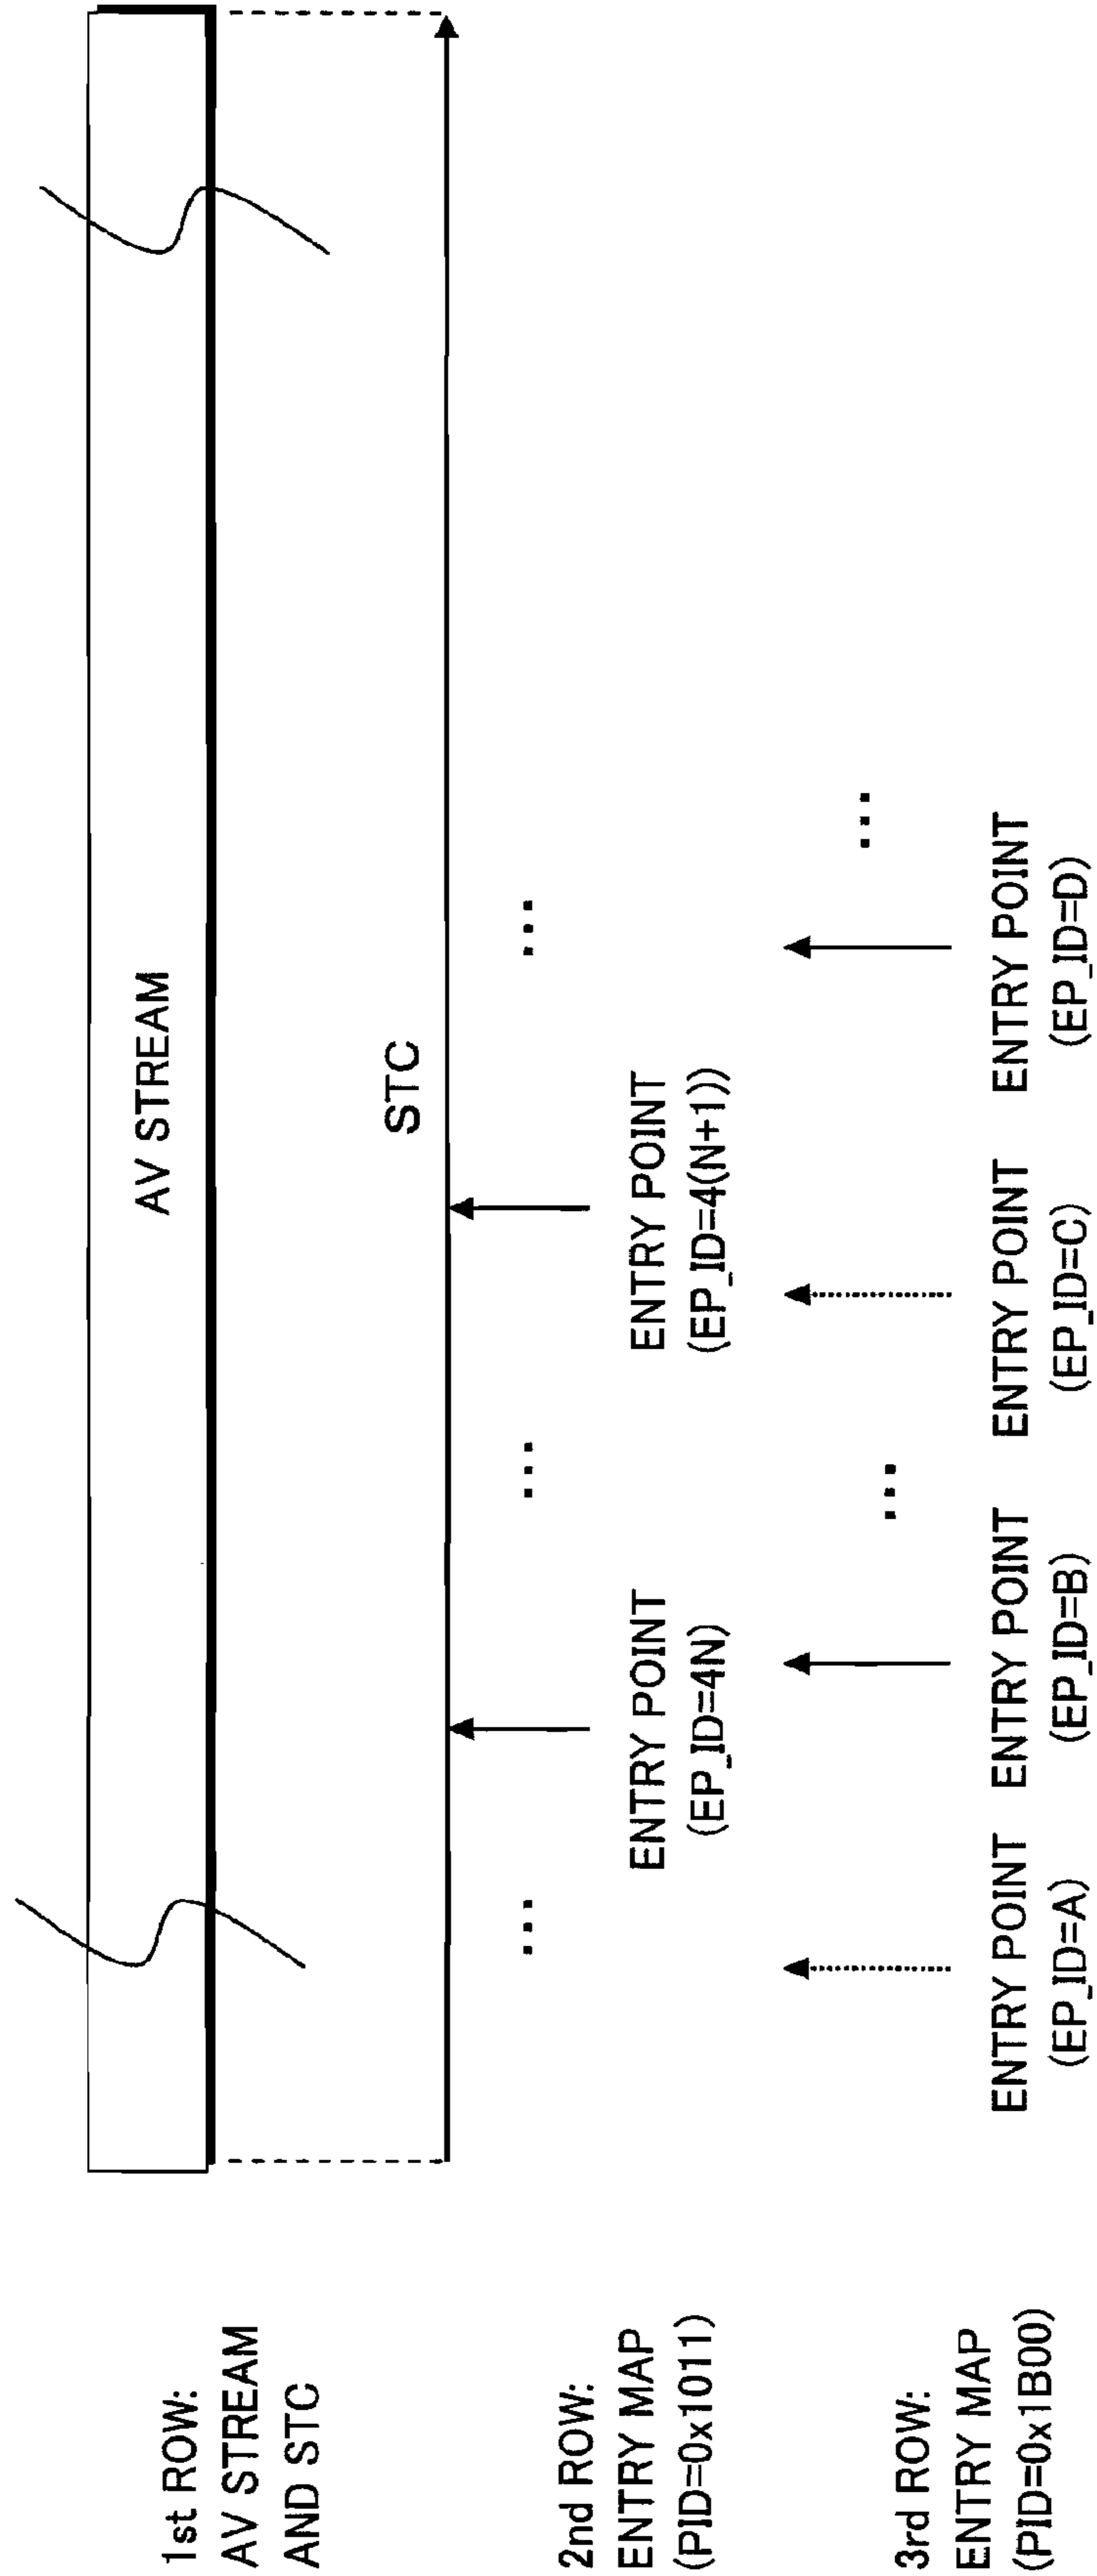 1st ROW:
AV STREAM
AND STC
AV STREAM
STC
2nd ROW:
ENTRY MAP
(PID=0x1011)
...
ENTRY POINT
(EP_ID=4N)
...
ENTRY POINT
(EP_ID=4(N+1))
...
3rd ROW:
ENTRY MAP
(PID=0x1B00)
ENTRY POINT
(EP_ID=A)
ENTRY POINT
(EP_ID=B)
...
ENTRY POINT
(EP_ID=C)
ENTRY POINT
(EP_ID=D)
...